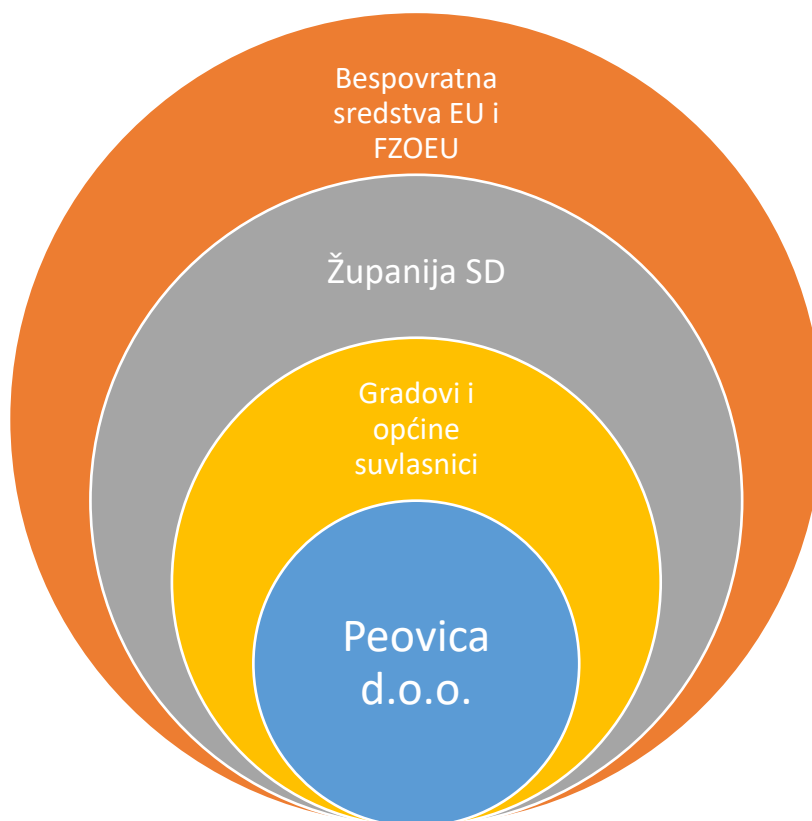 Bespovratna
sredstva EU i
FZOEU
Županija SD
Gradovi i
općine
suvlasnici
Peovica
d.o.o.